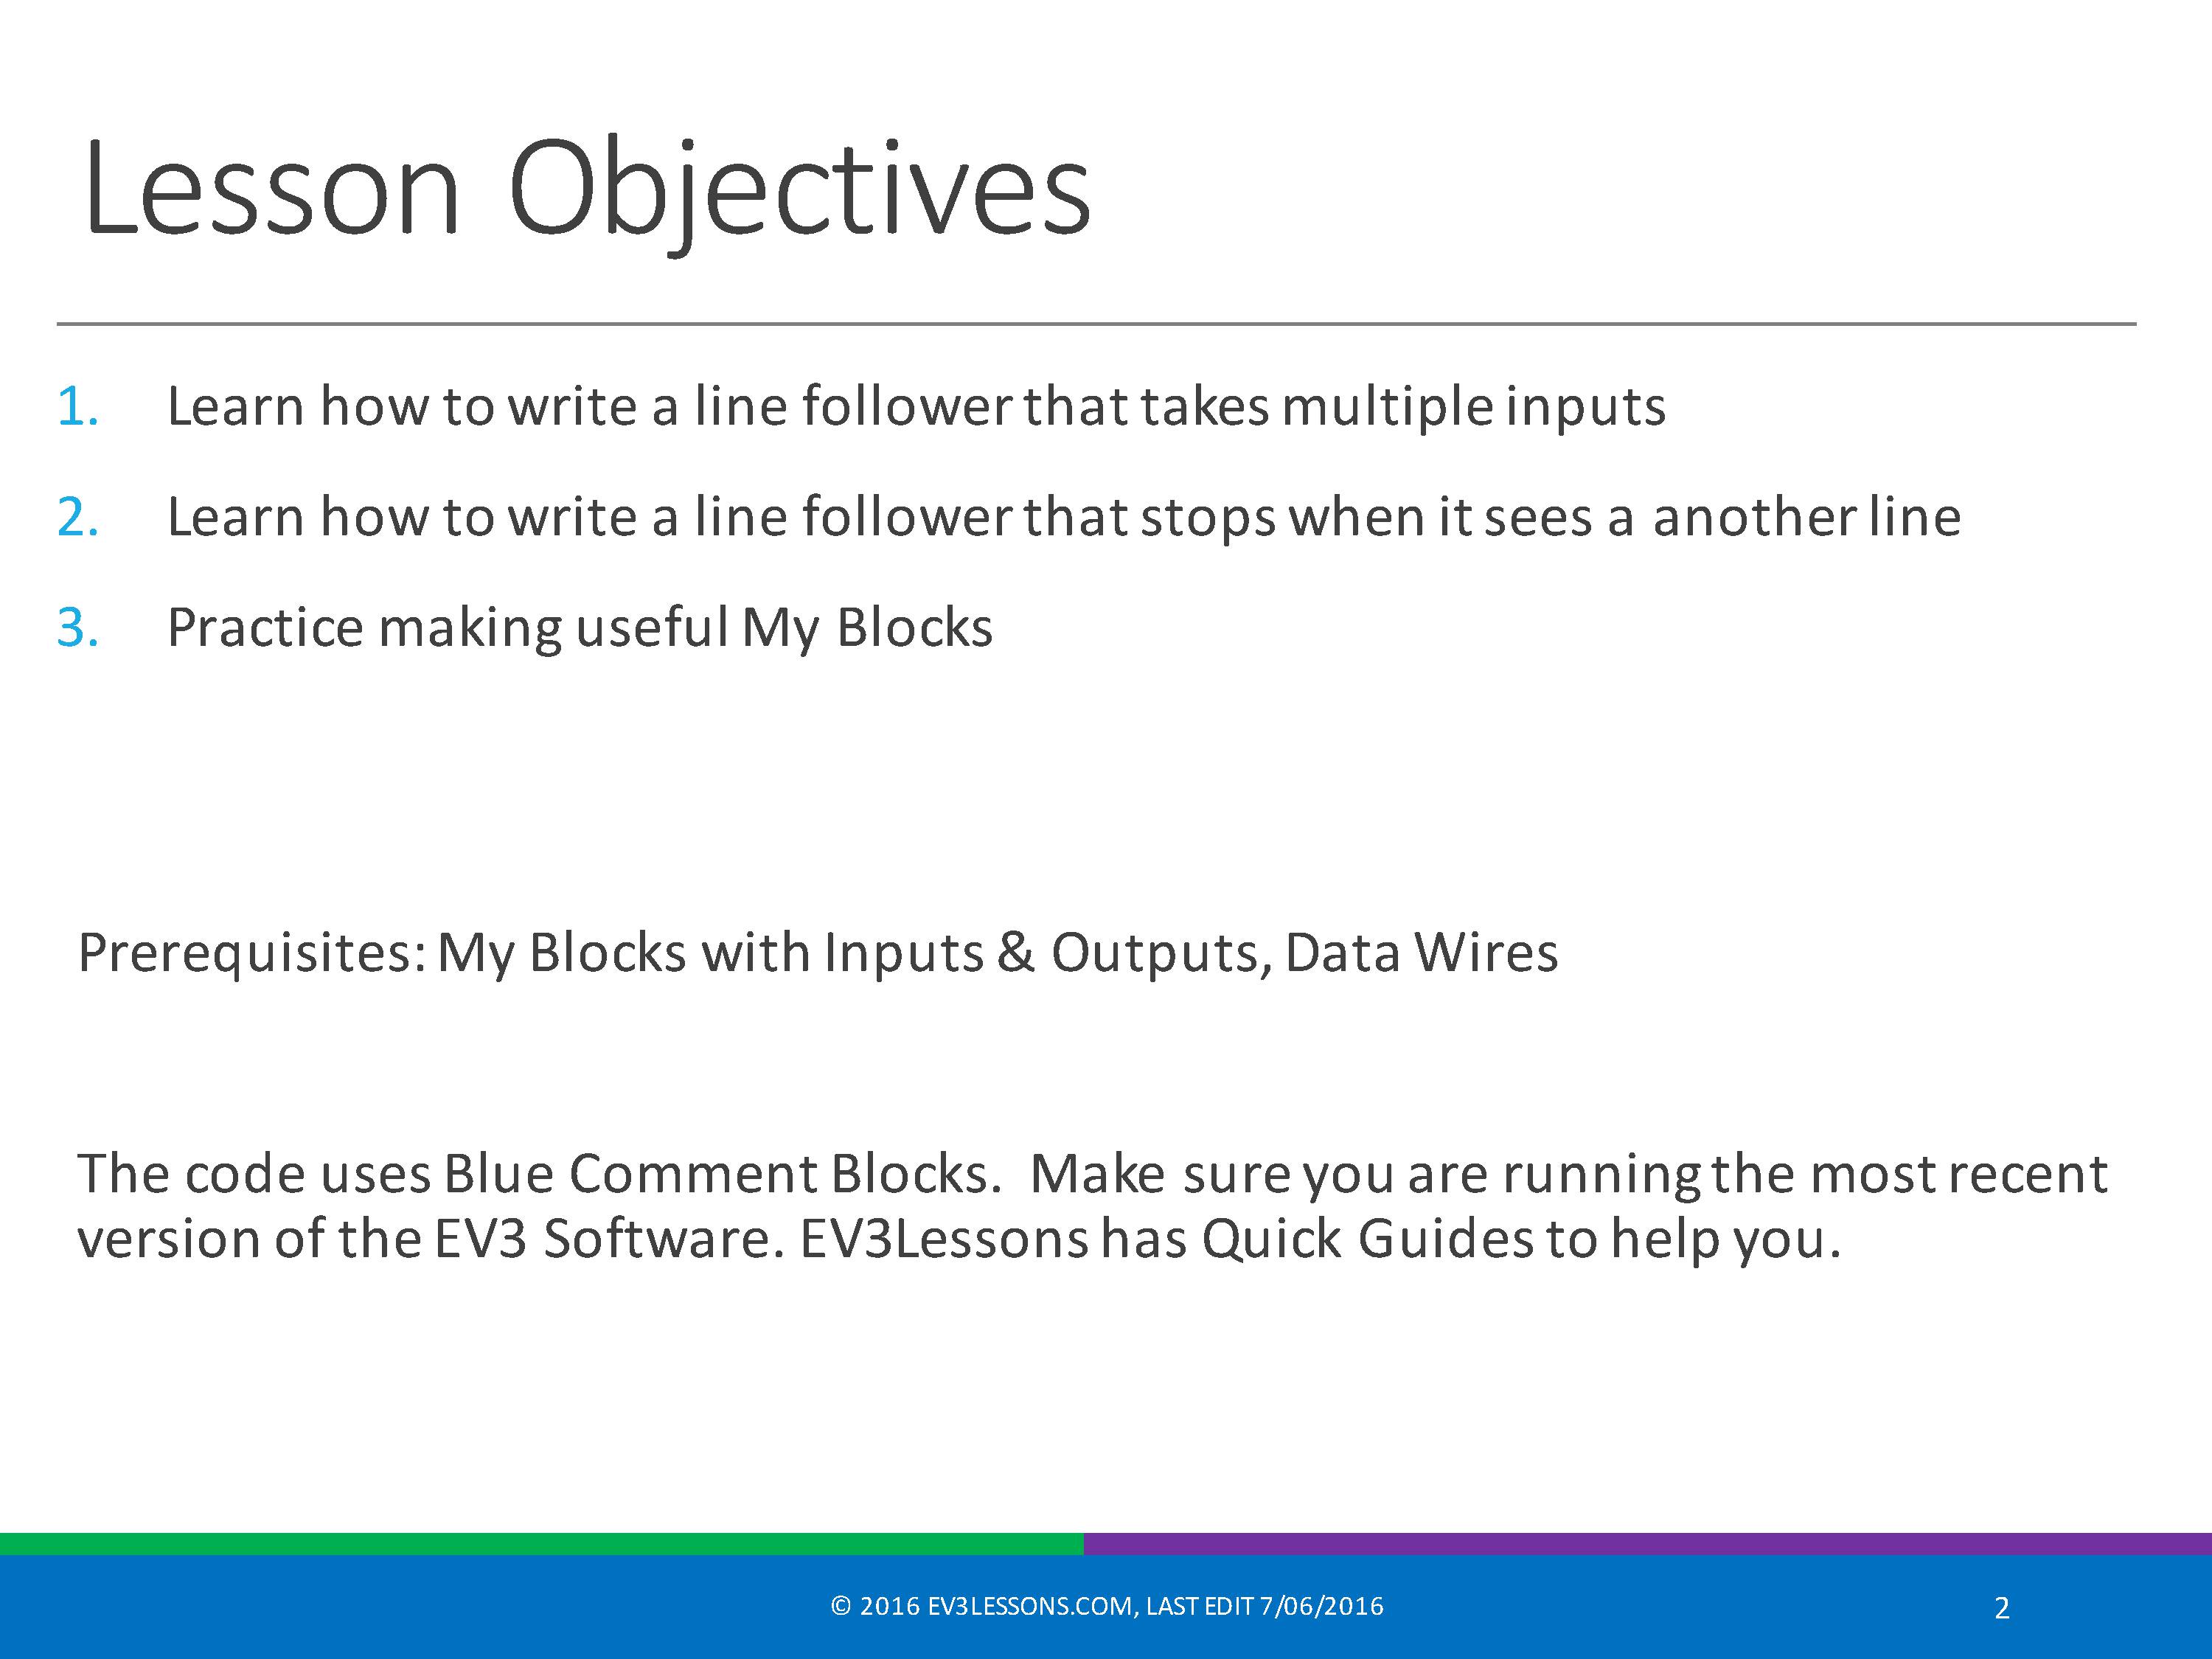 Lesson Objectives
1. Learn how to write a line follower that takes multiple inputs
2. Learn how to write a line follower that stops when it sees a another line
3. Practice making useful My Blocks
Prerequisites: My Blocks with Inputs & Outputs, Data Wires
The code uses Blue Comment Blocks. Make sure you are running the most recent
version of the EV3 Software. EV3Lessons has Quick Guides to help you.
© 2016 EV3LESSONS.COM, LAST EDIT 7/06/2016
2